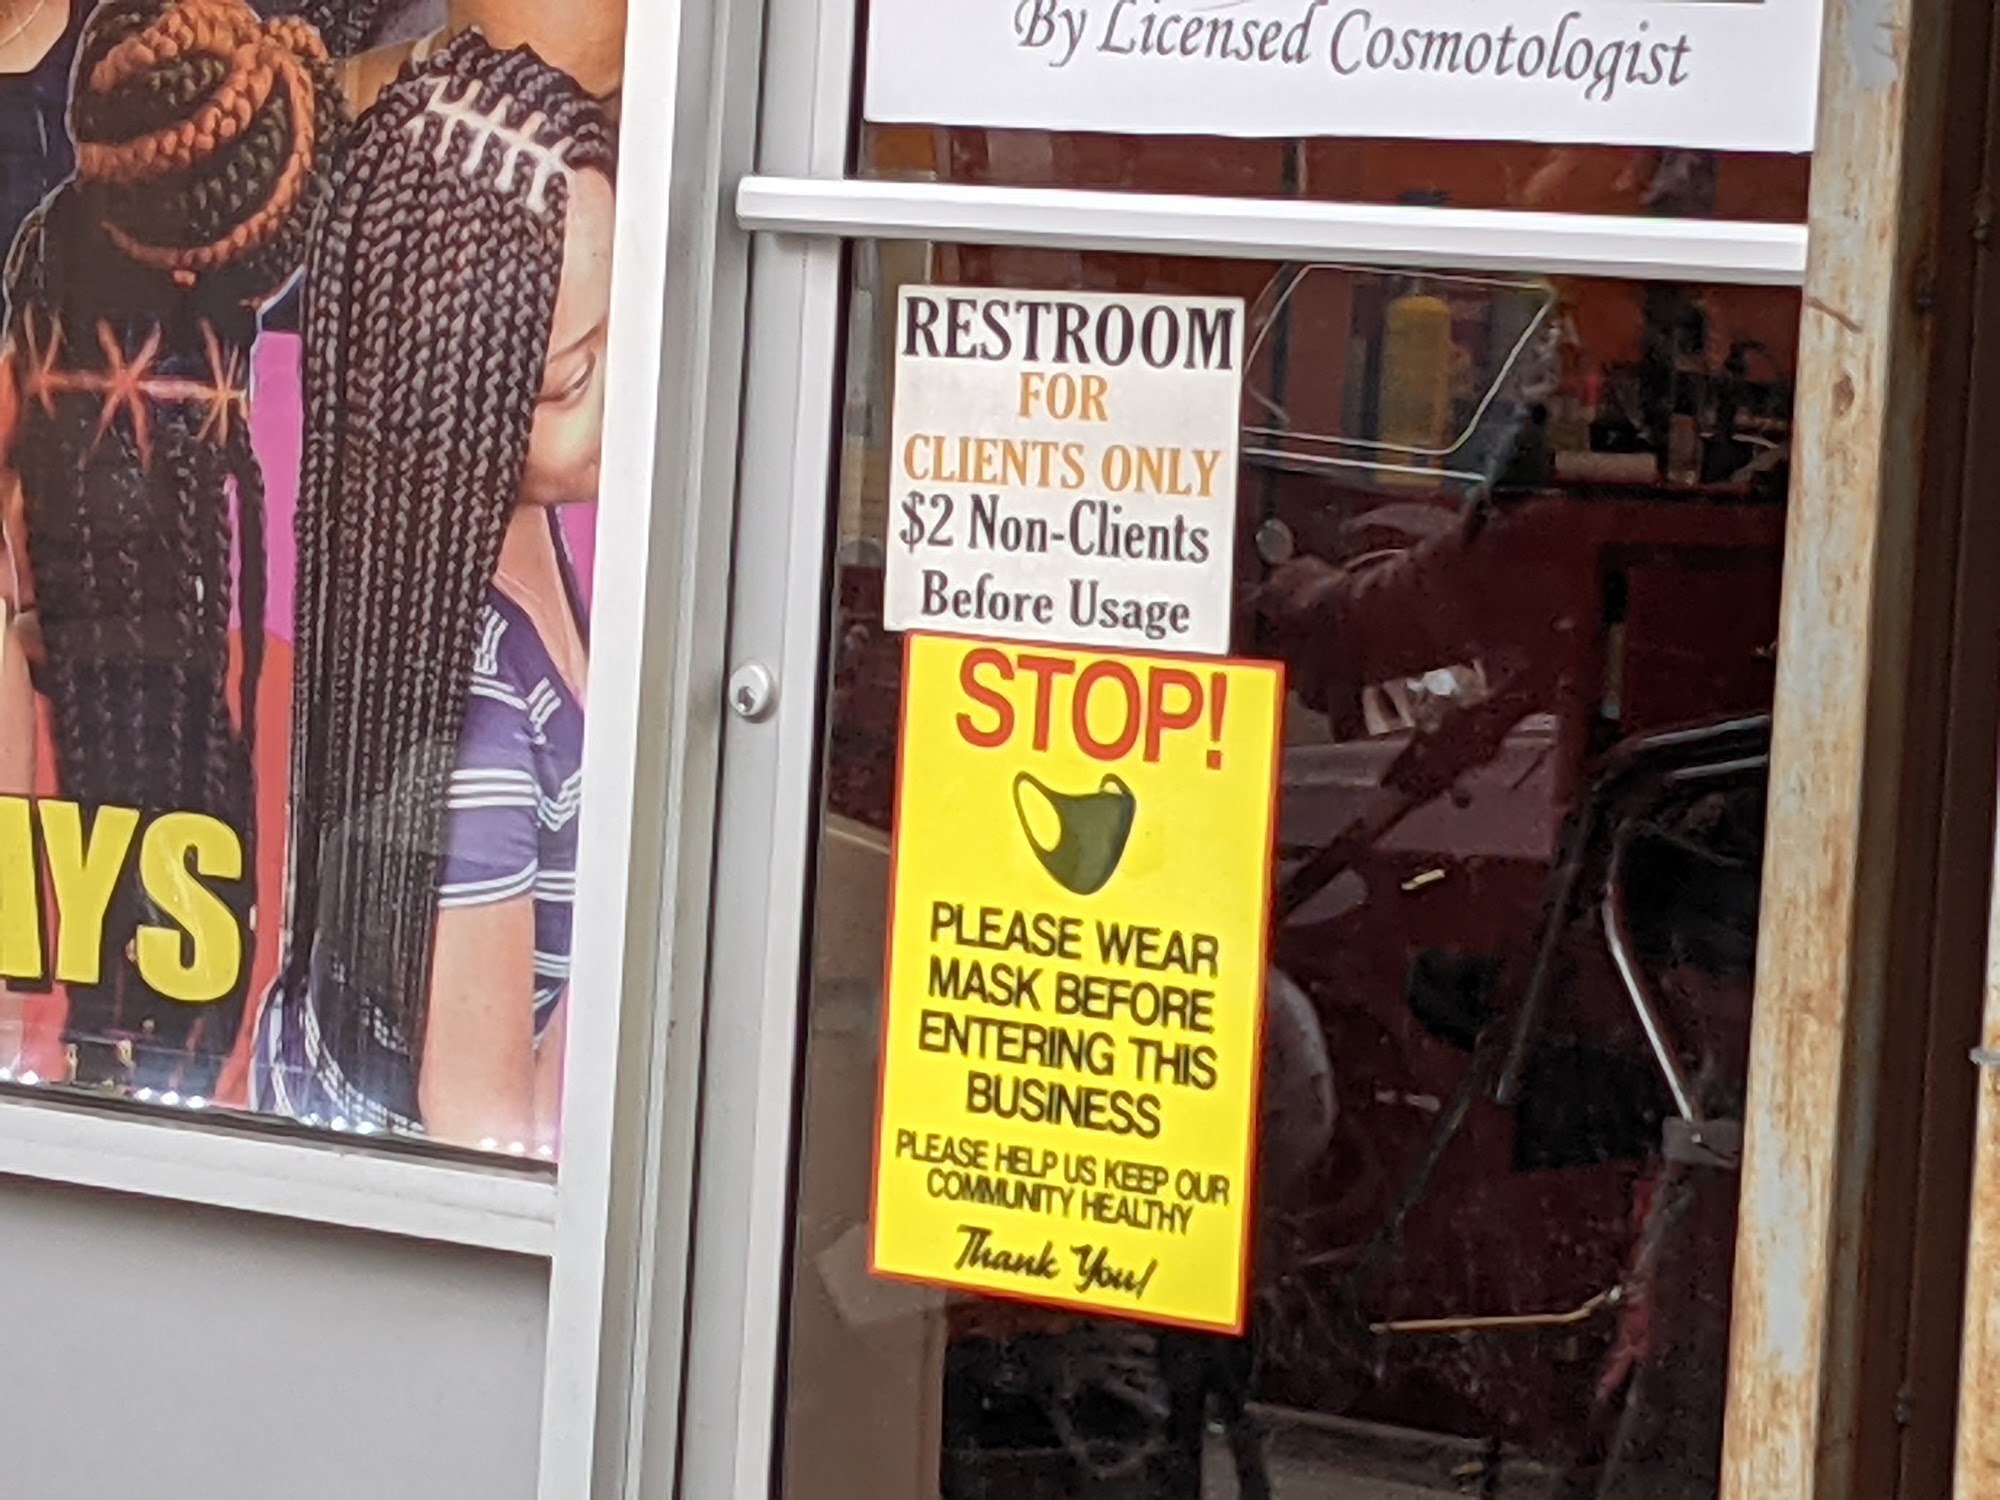 By Licensed Cosmotologist
RESTROOM
FOR
CLIENTS ONLY
$2 Non-Clients
Before Usage
STOP!
PLEASE WEAR
MASK BEFORE
ENTERING THIS
BUSINESS
PLEASE HELP US KEEP OUR
COMMUNITY HEALTHY
Thank You!